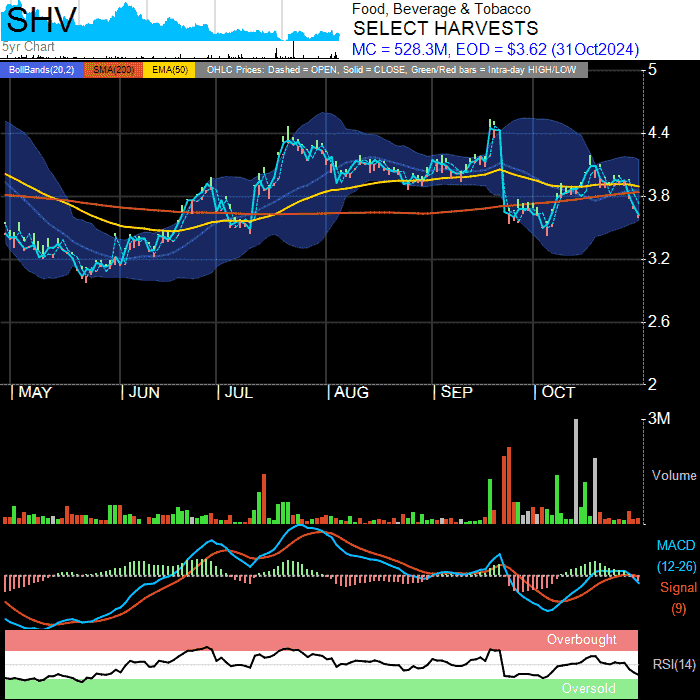 SHV
5yr Chart
Food, Beverage & Tobacco
SELECT HARVESTS
MC = 528.3M, EOD = $3.62 (31Oct2024)
BollBands(20,2) SMA(200) EMA(50) OHLC Prices: Dashed = OPEN, Solid = CLOSE, Green/Red bars = Intra-day HIGH/LOW
5
4.4
3.8
3.2
2.6
2
MAY JUN JUL AUG SEP OCT
3M
Volume
MACD
(12-26)
Signal
(9)
Overbought
RSI(14)
Oversold